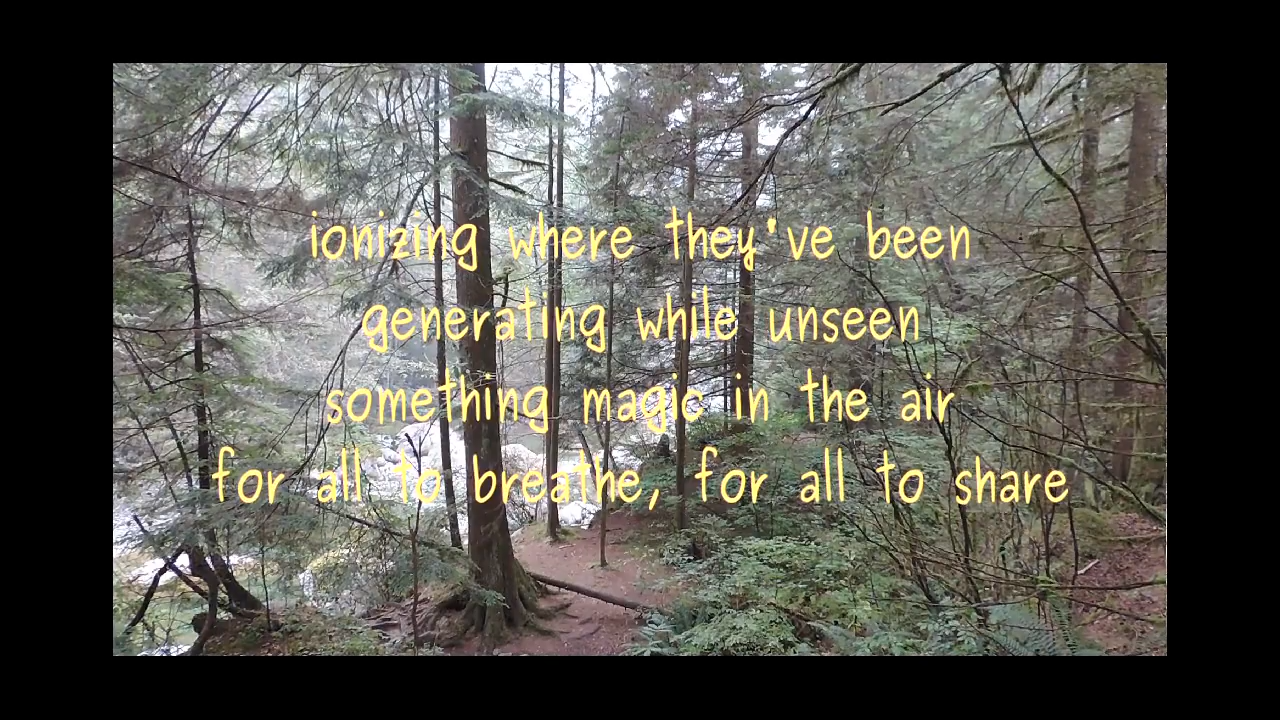 ionizing where they've been
generating while unseen
something magic in the air
for all to breathe, for all to share